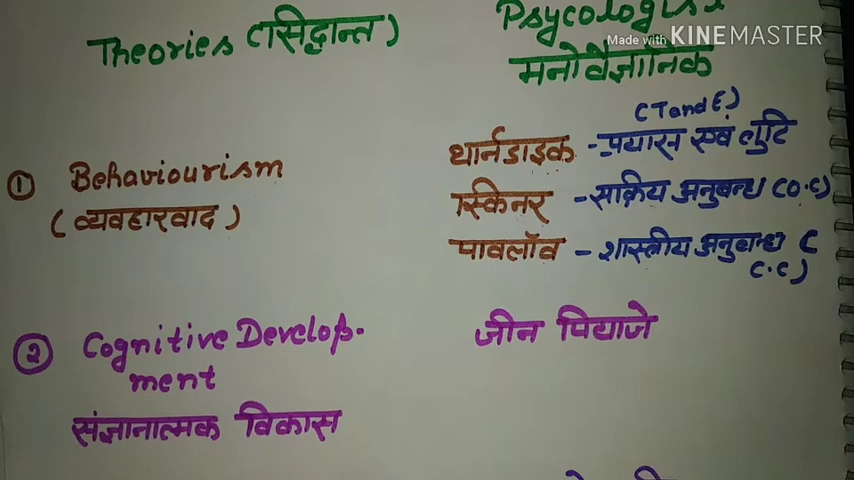 Psycologist
Made with KINEMASTER
Theories (सिद्धान्त)
मनोवैज्ञानिक
(T and E)
थार्नडाइक - प्रयास एवं त्रुटि
① Behaviourism
स्किनर - सक्रिय अनुबन्ध (O.C)
(व्यवहारवाद)
पावलॉव - शास्त्रीय अनुबन्ध (
C.C)
② Cognitive Develop-
ment
जीन पियाजे
संज्ञानात्मक विकास